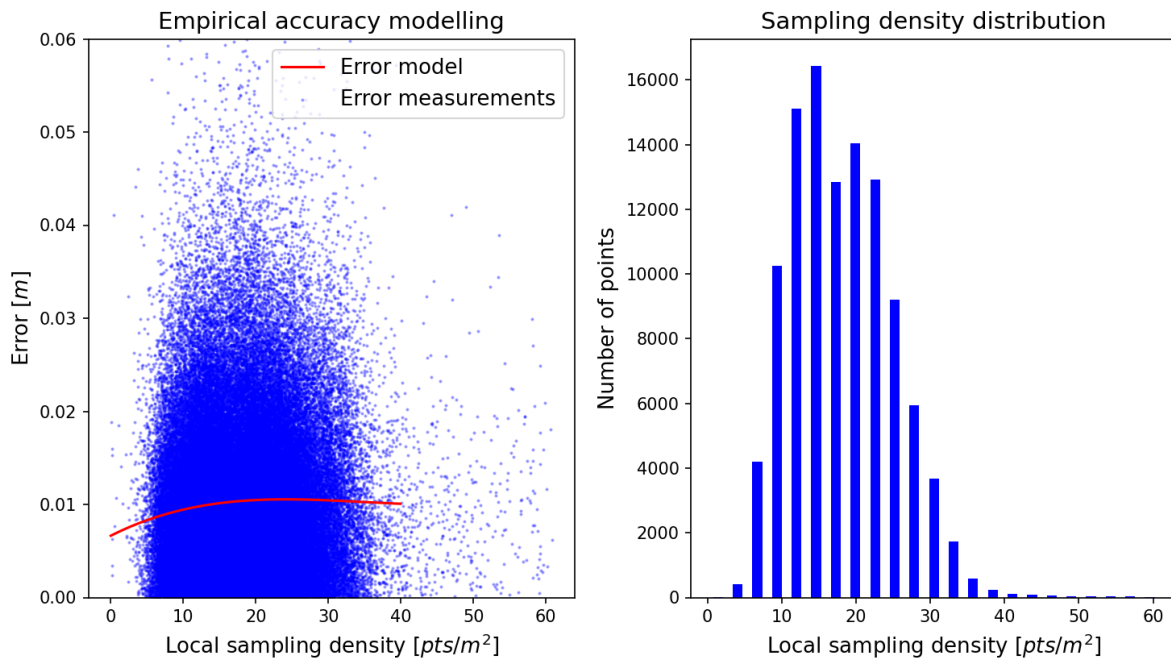 Empirical accuracy modelling
0.06
0.05
0.04
0.03
0.02
0.01
0.00
Error [m]
Error model
Error measurements
0 10 20 30 40 50 60
Local sampling density [pts/m²]
Sampling density distribution
16000
14000
12000
10000
8000
6000
4000
2000
0
Number of points
0 10 20 30 40 50 60
Local sampling density [pts/m²]